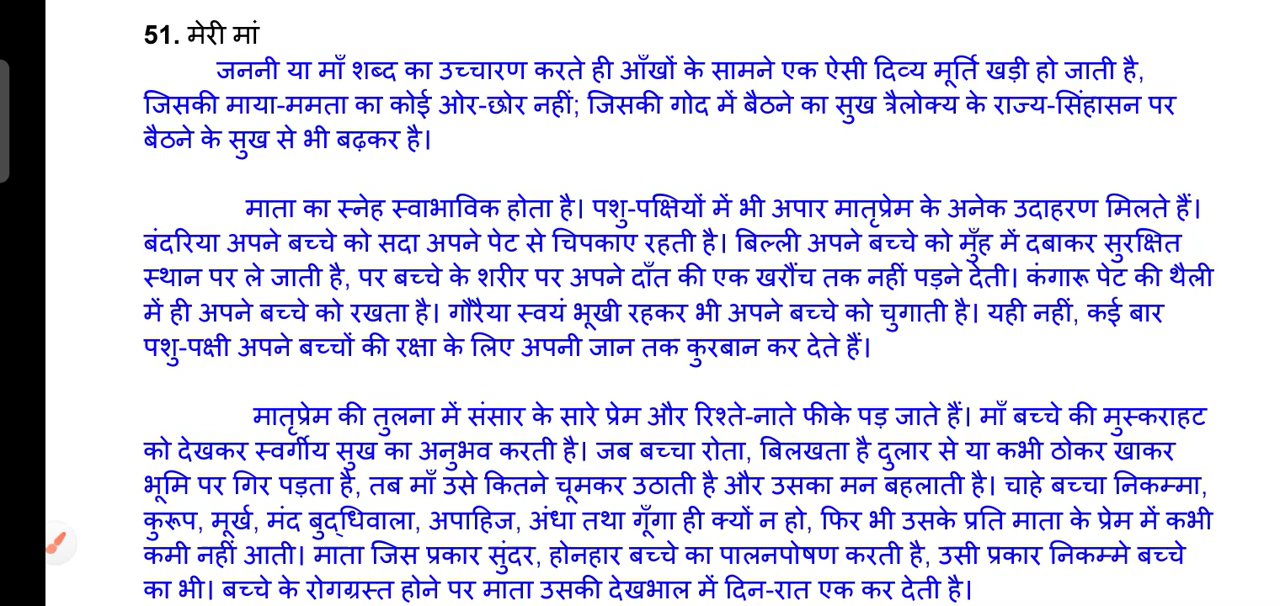 51. मेरी मां
जननी या माँ शब्द का उच्चारण करते ही आँखों के सामने एक ऐसी दिव्य मूर्ति खड़ी हो जाती है,
जिसकी माया-ममता का कोई ओर-छोर नहीं; जिसकी गोद में बैठने का सुख त्रैलोक्य के राज्य-सिंहासन पर
बैठने के सुख से भी बढ़कर है।
माता का स्नेह स्वाभाविक होता है। पशु-पक्षियों में भी अपार मातृप्रेम के अनेक उदाहरण मिलते हैं।
बंदरिया अपने बच्चे को सदा अपने पेट से चिपकाए रहती है। बिल्ली अपने बच्चे को मुँह में दबाकर सुरक्षित
स्थान पर ले जाती है, पर बच्चे के शरीर पर अपने दाँत की एक खरौंच तक नहीं पड़ने देती। कंगारू पेट की थैली
में ही अपने बच्चे को रखता है। गौरैया स्वयं भूखी रहकर भी अपने बच्चे को चुगाती है। यही नहीं, कई बार
पशु-पक्षी अपने बच्चों की रक्षा के लिए अपनी जान तक कुरबान कर देते हैं।
मातृप्रेम की तुलना में संसार के सारे प्रेम और रिश्ते-नाते फीके पड़ जाते हैं। माँ बच्चे की मुस्कराहट
को देखकर स्वर्गीय सुख का अनुभव करती है। जब बच्चा रोता, बिलखता है दुलार से या कभी ठोकर खाकर
भूमि पर गिर पड़ता है, तब माँ उसे कितने चूमकर उठाती है और उसका मन बहलाती है। चाहे बच्चा निकम्मा,
कुरूप, मूर्ख, मंद बुद्धिवाला, अपाहिज, अंधा तथा गूँगा ही क्यों न हो, फिर भी उसके प्रति माता के प्रेम में कभी
कमी नहीं आती। माता जिस प्रकार सुंदर, होनहार बच्चे का पालनपोषण करती है, उसी प्रकार निकम्मे बच्चे
का भी। बच्चे के रोगग्रस्त होने पर माता उसकी देखभाल में दिन-रात एक कर देती है।